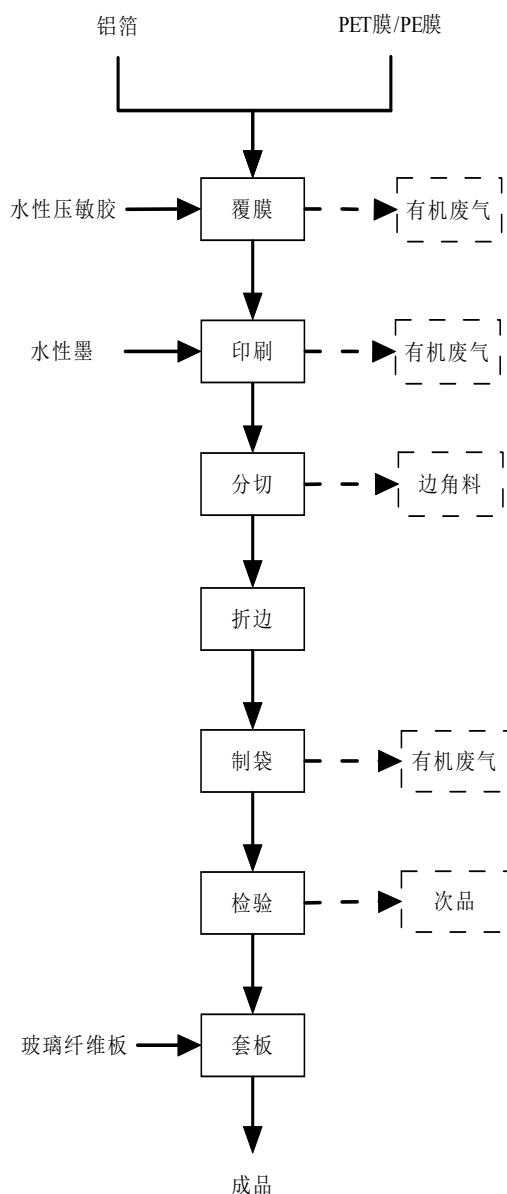 铝箔
PET膜/PE膜
水性压敏胶
覆膜
有机废气
水性墨
印刷
有机废气
分切
边角料
折边
制袋
有机废气
检验
次品
玻璃纤维板
套板
成品